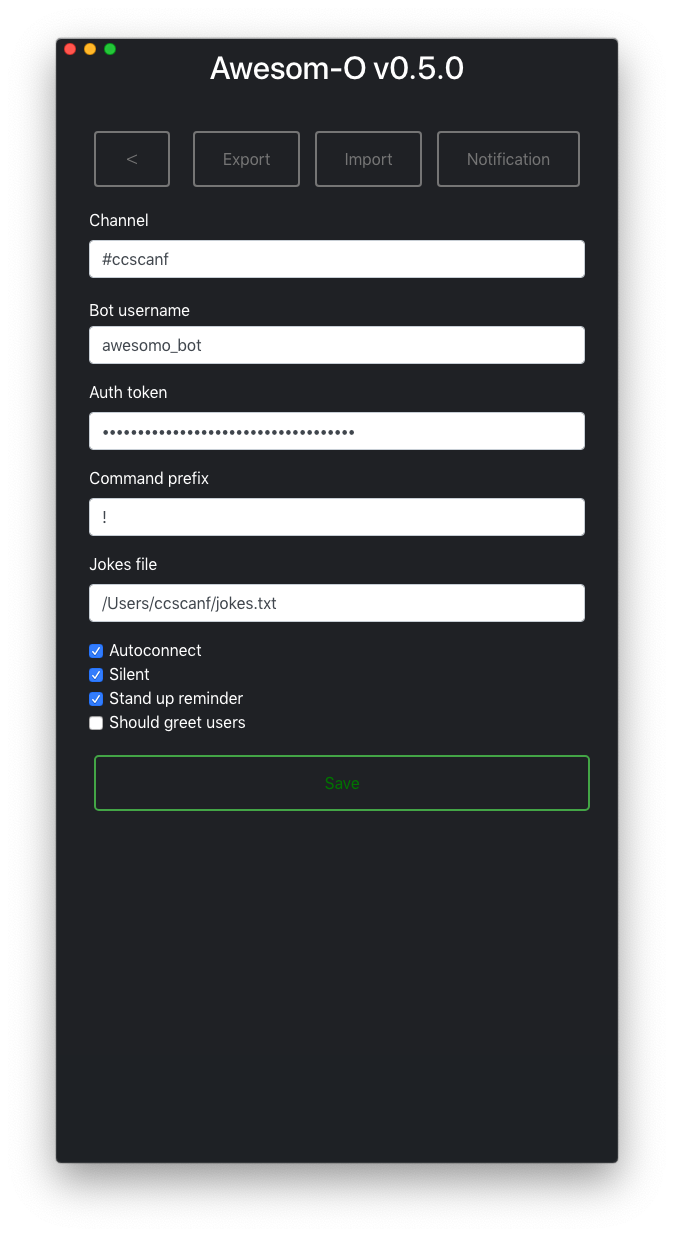 Awesom-O v0.5.0
< Export Import Notification
Channel
#ccscanf
Bot username
awesomo_bot
Auth token
••••••••••••••••••••••••••••••••••••
Command prefix
!
Jokes file
/Users/ccscanf/jokes.txt
Autoconnect
Silent
Stand up reminder
Should greet users
Save